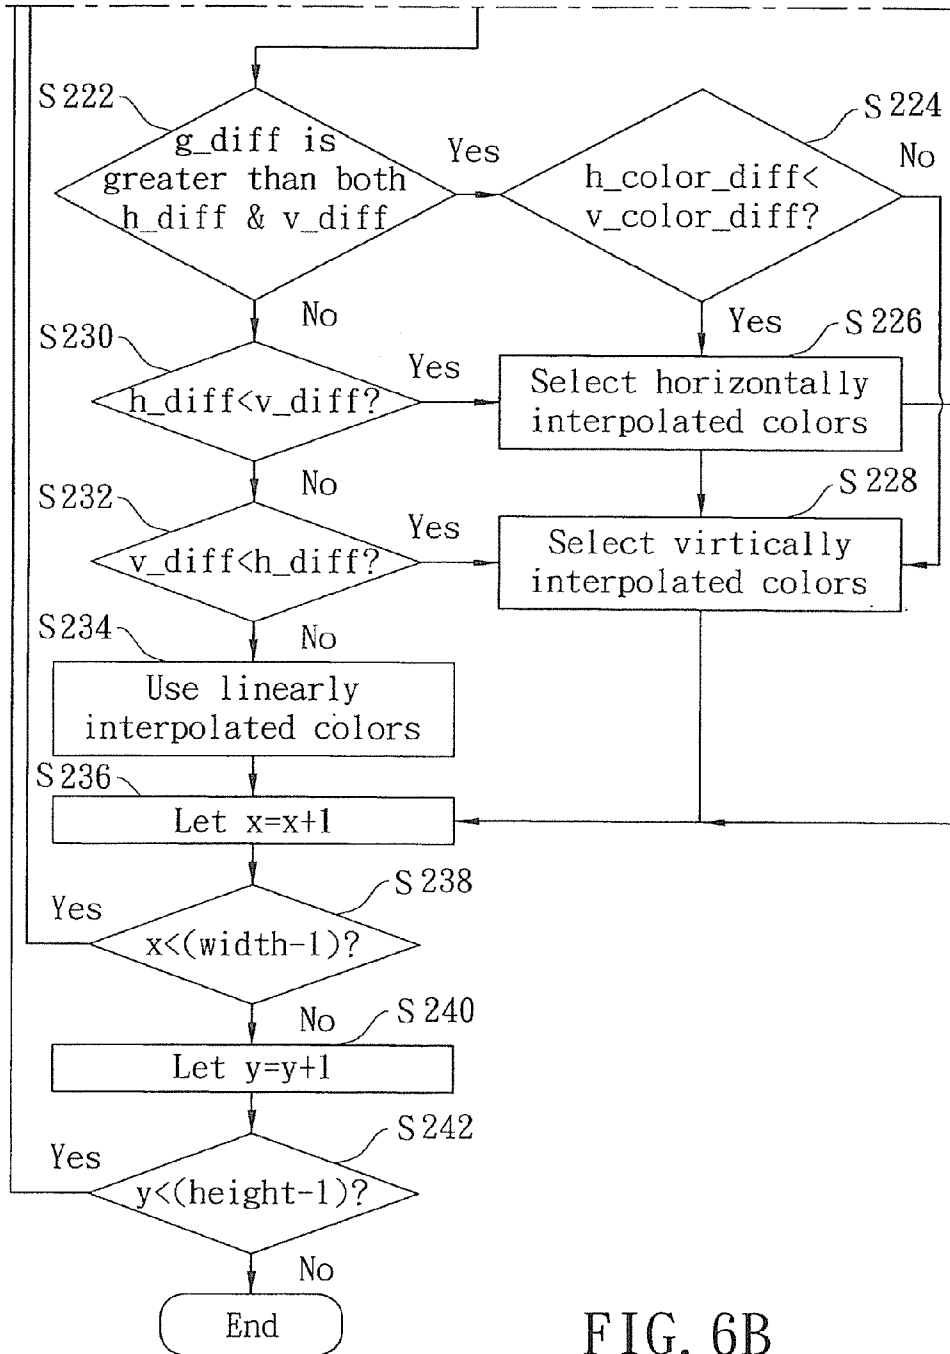 S222
g_diff is
greater than both
h_diff & v_diff
Yes
S224
No
h_color_diff<
v_color_diff?
No
Yes
S230
h_diff<v_diff?
Yes
S226
Select horizontally
interpolated colors
No
S232
v_diff<h_diff?
Yes
S228
Select virtically
interpolated colors
No
S234
Use linearly
interpolated colors
S236
Let x=x+1
S238
Yes
x<(width-1)?
No
S240
Let y=y+1
S242
Yes
y<(height-1)?
No
End
FIG. 6B